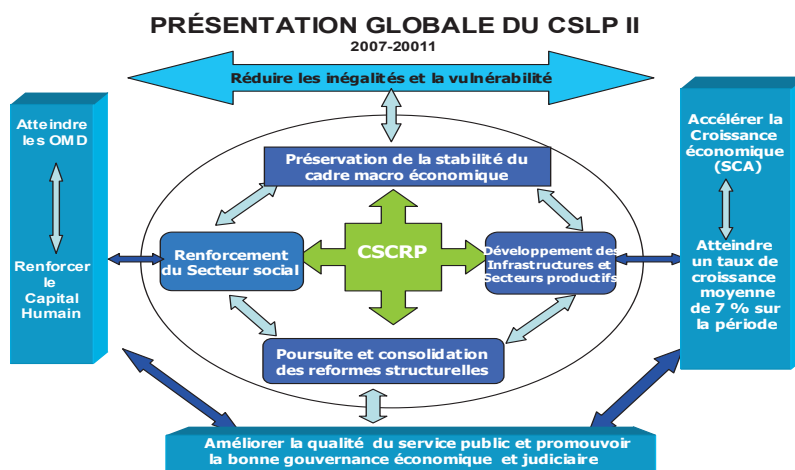 PRÉSENTATION GLOBALE DU CSLP II
2007-20011
Réduire les inégalités et la vulnérabilité
Atteindre
les OMD
Renforcer
le
Capital
Humain
Préservation de la stabilité du
cadre macro économique
Renforcement
du Secteur social
CSCRP
Développement des
Infrastructures et
Secteurs productifs
Poursuite et consolidation
des reformes structurelles
Accélérer la
Croissance
économique
(SCA)
Atteindre
un taux de
croissance
moyenne
de 7 % sur
la période
Améliorer la qualité du service public et promouvoir
la bonne gouvernance économique et judiciaire